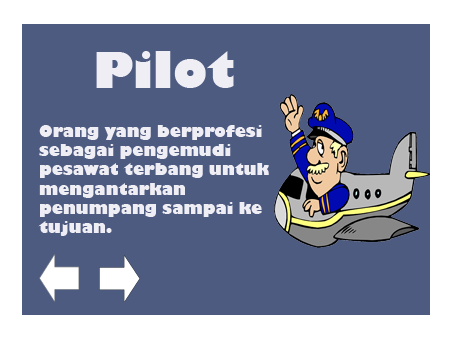 Pilot
Orang yang berprofesi
sebagai pengemudi
pesawat terbang untuk
mengantarkan
penumpang sampai ke
tujuan.